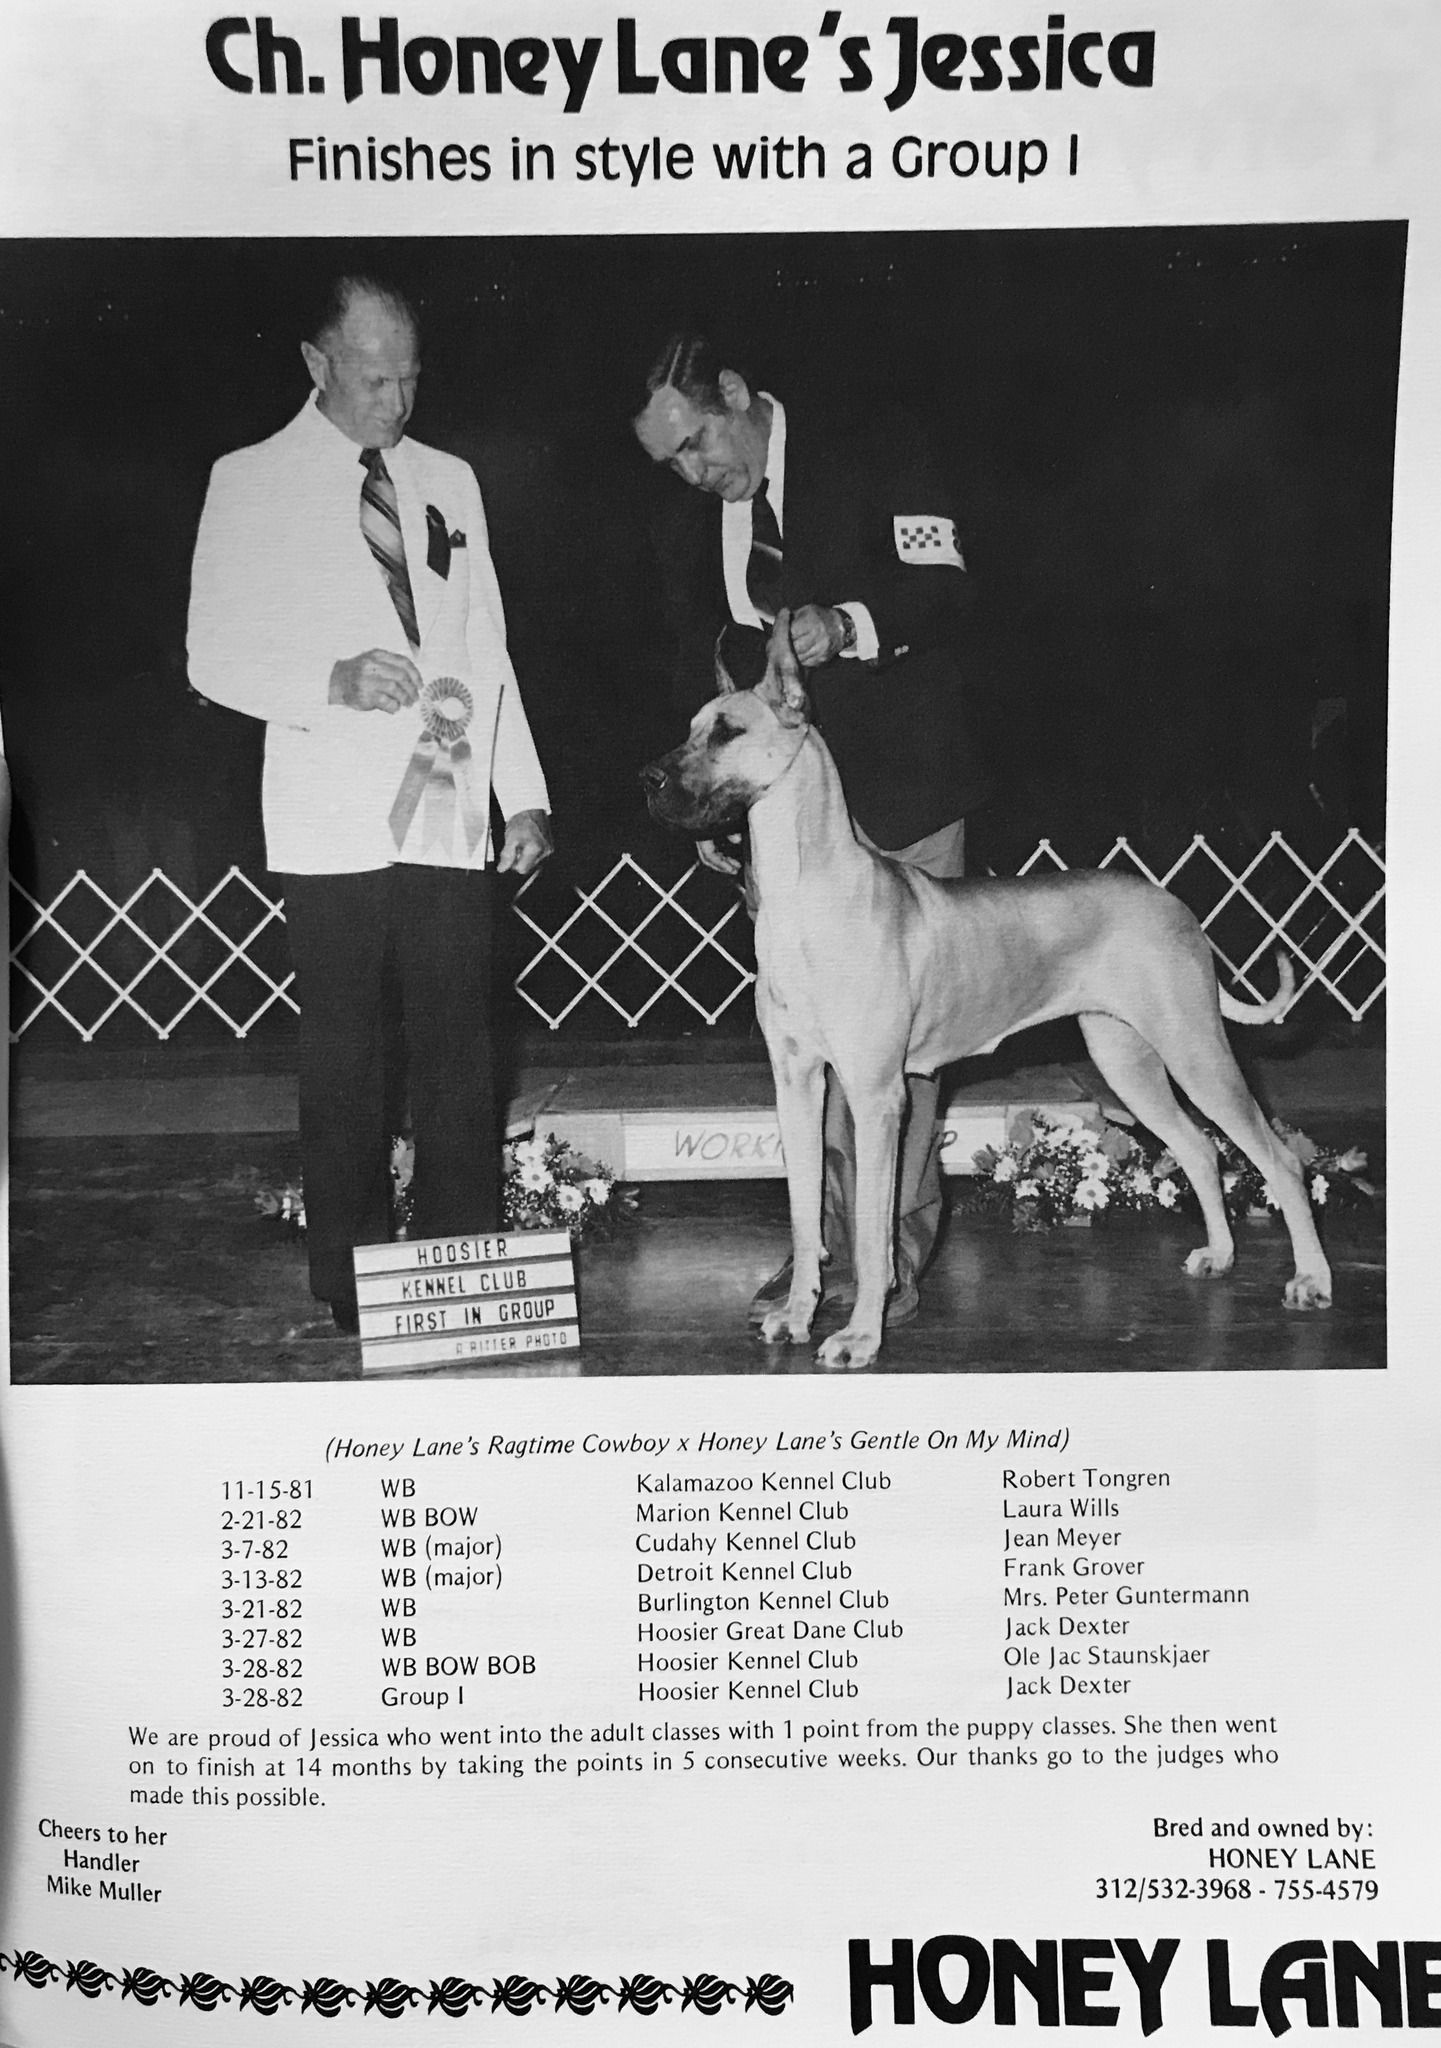 Ch. Honey Lane's Jessica
Finishes in style with a Group I
WORK
HOOSIER
KENNEL CLUB
FIRST IN GROUP
RITTER PHOTO
(Honey Lane's Ragtime Cowboy x Honey Lane's Gentle On My Mind)
11-15-81 WB Kalamazoo Kennel Club Robert Tongren
2-21-82 WB BOW Marion Kennel Club Laura Wills
3-7-82 WB (major) Cudahy Kennel Club Jean Meyer
3-13-82 WB (major) Detroit Kennel Club Frank Grover
3-21-82 WB Burlington Kennel Club Mrs. Peter Guntermann
3-27-82 WB Hoosier Great Dane Club Jack Dexter
3-28-82 WB BOW BOB Hoosier Kennel Club Ole Jac Staunskjaer
3-28-82 Group I Hoosier Kennel Club Jack Dexter
We are proud of Jessica who went into the adult classes with 1 point from the puppy classes. She then went
on to finish at 14 months by taking the points in 5 consecutive weeks. Our thanks go to the judges who
made this possible.
Cheers to her
Handler
Mike Muller
Bred and owned by:
HONEY LANE
312/532-3968 - 755-4579
HONEY LANE